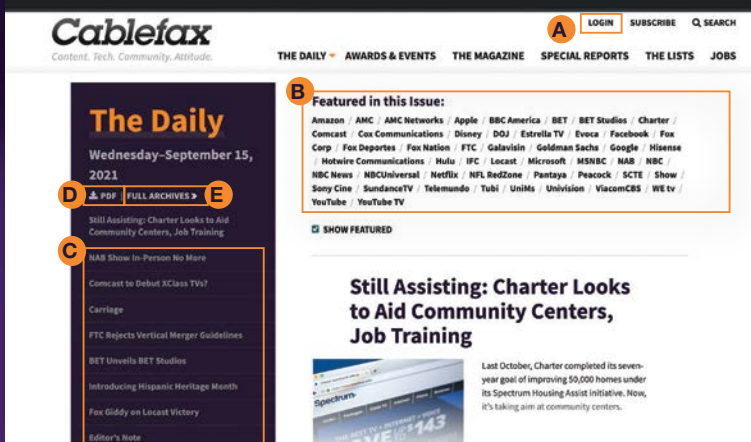 A
LOGIN SUBSCRIBE SEARCH
Cablefax
Content. Tech. Community. Attitude.
THE DAILY AWARDS & EVENTS THE MAGAZINE SPECIAL REPORTS THE LISTS JOBS
B
Featured in this Issue:
Amazon / AMC / AMC Networks / Apple / BBC America / BET / BET Studios / Charter /
Comcast / Cox Communications / Disney / DOJ / Estrella TV / Evoca / Facebook / Fox
Corp / Fox Deportes / Fox Nation / FTC / Galavisin / Goldman Sachs / Google / Hisense
/ Hotwire Communications / Hulu / IFC / Locast / Microsoft / MSNBC / NAB / NBC /
NBC News / NBCUniversal / Netflix / NFL RedZone / Pantaya / Peacock / SCTE / Show /
Sony Cine / SundanceTV / Telemundo / Tubi / UniMs / Univision / ViacomCBS / WE tv /
YouTube / YouTube TV
SHOW FEATURED
The Daily
Wednesday–September 15,
2021
D PDF | FULL ARCHIVES E
Still Assisting: Charter Looks to Aid
Community Centers, Job Training
C
NAB Show In-Person No More
Comcast to Debut XClass TVs?
Carriage
FTC Rejects Vertical Merger Guidelines
BET Unveils BET Studios
Introducing Hispanic Heritage Month
Fox Giddy on Locast Victory
Editor's Note
Still Assisting: Charter Looks
to Aid Community Centers,
Job Training
Last October, Charter completed its seven-
year goal of improving 50,000 homes under
its Spectrum Housing Assist initiative. Now,
it's taking aim at community centers.
Spectrum
THE BEST TV + INTERNET + VOICE
$143